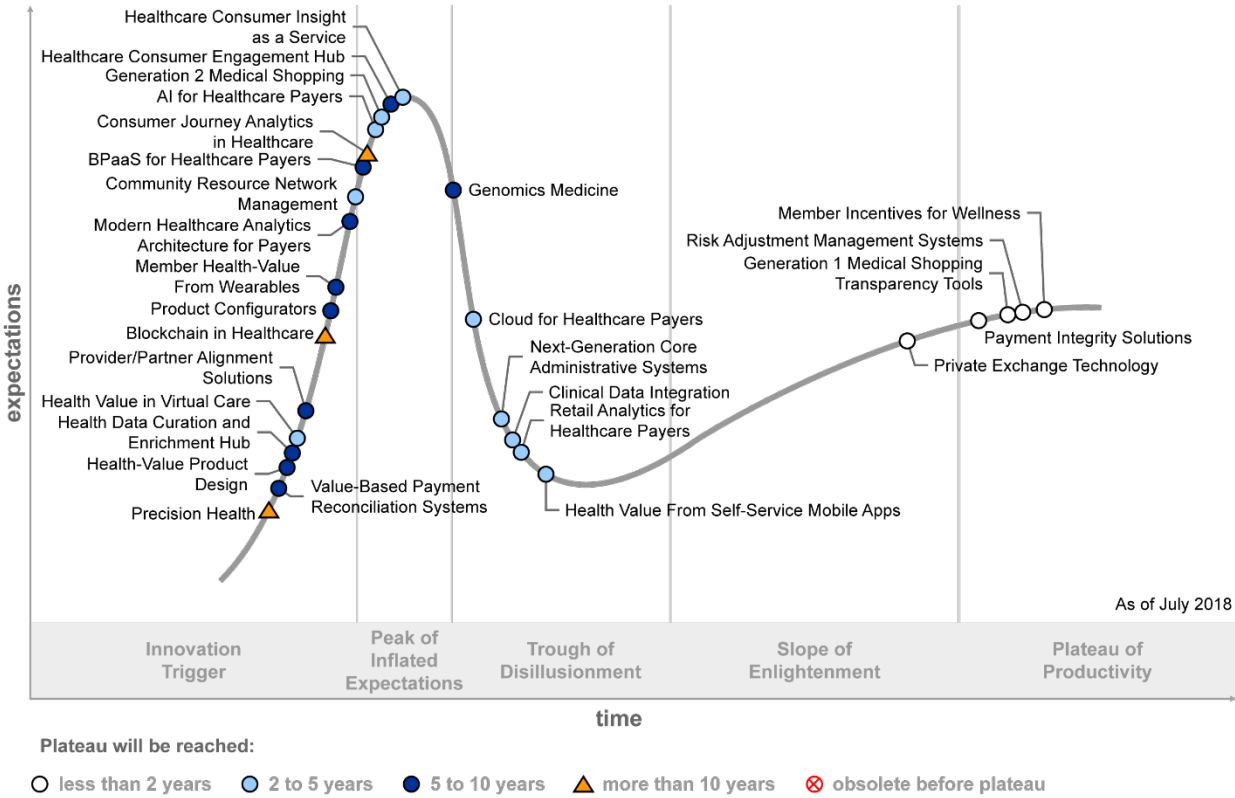 Healthcare Consumer Insight
as a Service
Healthcare Consumer Engagement Hub
Generation 2 Medical Shopping
AI for Healthcare Payers
Consumer Journey Analytics
in Healthcare
BPaaS for Healthcare Payers
Community Resource Network
Management
Modern Healthcare Analytics
Architecture for Payers
Member Health-Value
From Wearables
Product Configurators
Blockchain in Healthcare
Provider/Partner Alignment
Solutions
Health Value in Virtual Care
Health Data Curation and
Enrichment Hub
Health-Value Product
Design
Precision Health
Value-Based Payment
Reconciliation Systems
Genomics Medicine
Cloud for Healthcare Payers
Next-Generation Core
Administrative Systems
Clinical Data Integration
Retail Analytics for
Healthcare Payers
Health Value From Self-Service Mobile Apps
Member Incentives for Wellness
Risk Adjustment Management Systems
Generation 1 Medical Shopping
Transparency Tools
Payment Integrity Solutions
Private Exchange Technology
expectations
As of July 2018
Innovation
Trigger
Peak of
Inflated
Expectations
Trough of
Disillusionment
Slope of
Enlightenment
Plateau of
Productivity
time
Plateau will be reached:
less than 2 years
2 to 5 years
5 to 10 years
more than 10 years
obsolete before plateau